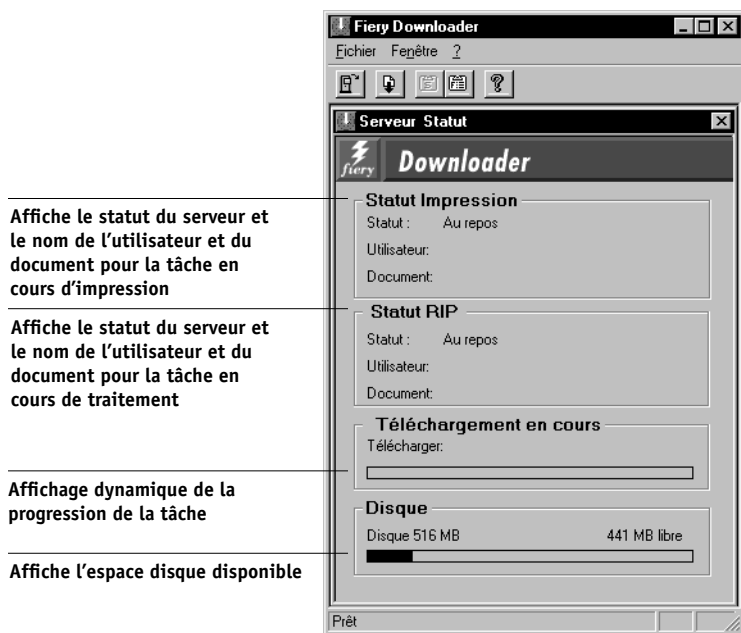 Fiery Downloader
Fichier Fenêtre ?
Serveur Statut
fiery Downloader
Affiche le statut du serveur et
le nom de l'utilisateur et du
document pour la tâche en
cours d'impression
Statut Impression
Statut : Au repos
Utilisateur:
Document:
Affiche le statut du serveur et
le nom de l'utilisateur et du
document pour la tâche en
cours de traitement
Statut RIP
Statut : Au repos
Utilisateur:
Document:
Téléchargement en cours
Télécharger:
Affichage dynamique de la
progression de la tâche
Disque
Disque 516 MB 441 MB libre
Affiche l'espace disque disponible
Prêt